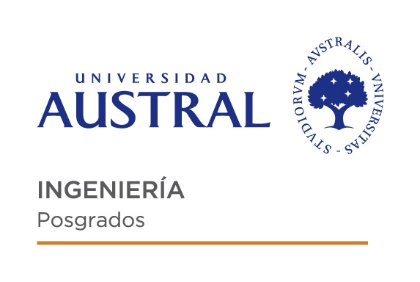 UNIVERSIDAD
AUSTRAL
STVDIORVM - AVSTRALIS - VNIVERSITAS -
INGENIERÍA
Posgrados